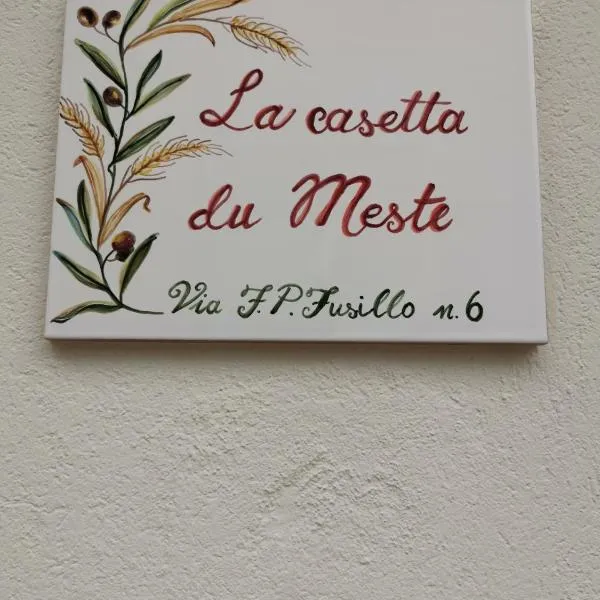 La casetta
du Meste
Via F.P. Fusillo n. 6